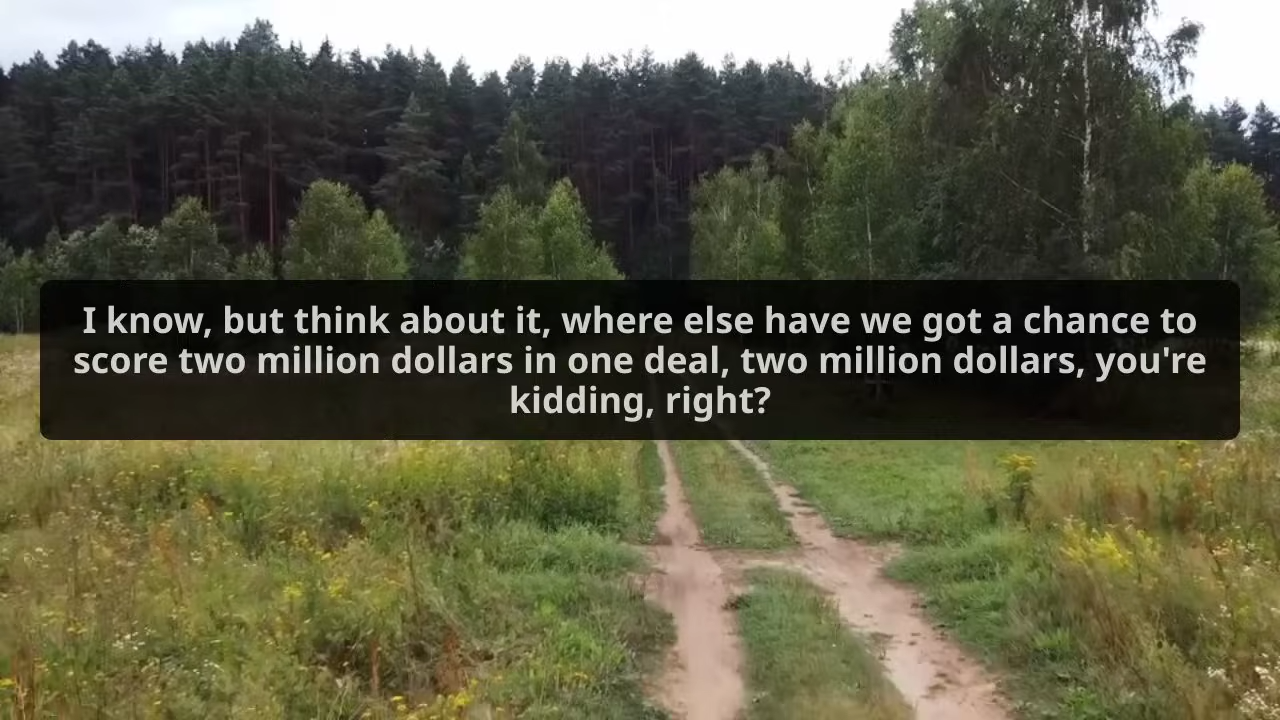 I know, but think about it, where else have we got a chance to
score two million dollars in one deal, two million dollars, you're
kidding, right?